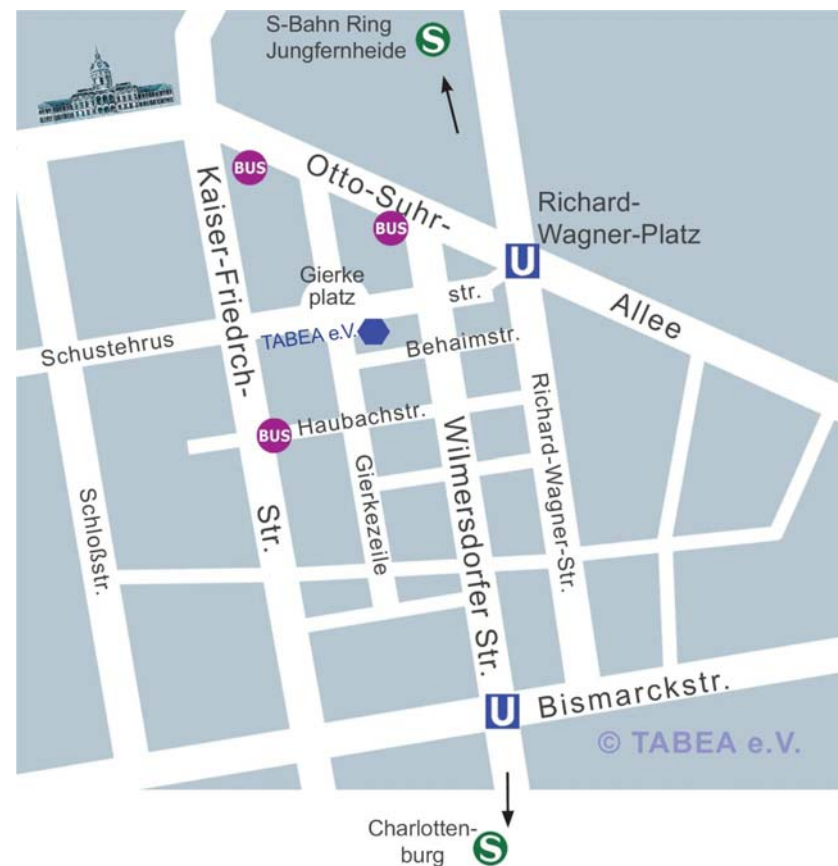 S-Bahn Ring
Jungfernheide
S
BUS
Otto-Suhr-
Allee
BUS
Richard-
Wagner-Platz
U
Kaiser-Friedrch-
Str.
Gierke
platz
str.
TABEA e.V.
Schustehrus
Behaimstr.
BUS
Haubachstr.
Richard-Wagner-Str.
Wilmersdorfer Str.
Gierkezeile
Schloßstr.
U
Bismarckstr.
© TABEA e.V.
Charlotten-
burg
S